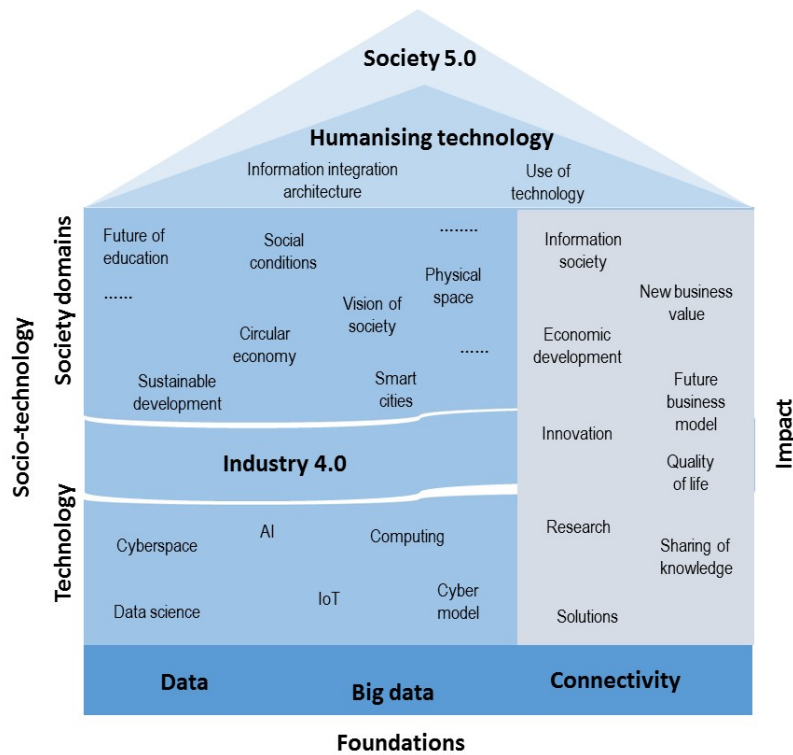 Society 5.0
Humanising technology
Information integration
architecture
Use of
technology
Socio-technology
Society domains
Future of
education
Social
conditions
........
......
Physical
space
Vision of
society
Circular
economy
......
Sustainable
development
Smart
cities
Industry 4.0
Technology
Cyberspace
AI
Computing
Data science
IoT
Cyber
model
Information
society
New business
value
Economic
development
Future
business
model
Innovation
Quality
of life
Research
Sharing of
knowledge
Solutions
Impact
Data
Big data
Connectivity
Foundations